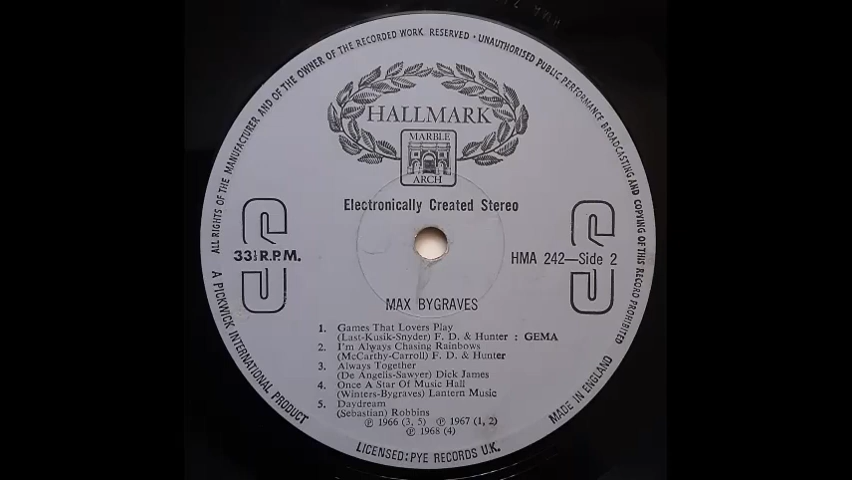 ALL RIGHTS OF THE MANUFACTURER AND OF THE OWNER OF THE RECORDED WORK RESERVED · UNAUTHORISED PUBLIC PERFORMANCE BROADCASTING AND COPYING OF THIS RECORD PROHIBITED
HALLMARK
MARBLE
ARCH
Electronically Created Stereo
S S
33⅓ R.P.M.
HMA 242—Side 2
MAX BYGRAVES
1. Games That Lovers Play
(Last-Kusik-Snyder) F. D. & Hunter : GEMA
2. I'm Always Chasing Rainbows
(McCarthy-Carroll) F. D. & Hunter
3. Always Together
(De Angelis-Sawyer) Dick James
4. Once A Star Of Music Hall
(Winters-Bygraves) Lantern Music
5. Daydream
(Sebastian) Robbins
℗ 1966 (3, 5) ℗ 1967 (1, 2)
℗ 1968 (4)
A PICKWICK INTERNATIONAL PRODUCT
LICENSED: PYE RECORDS U.K.
MADE IN ENGLAND